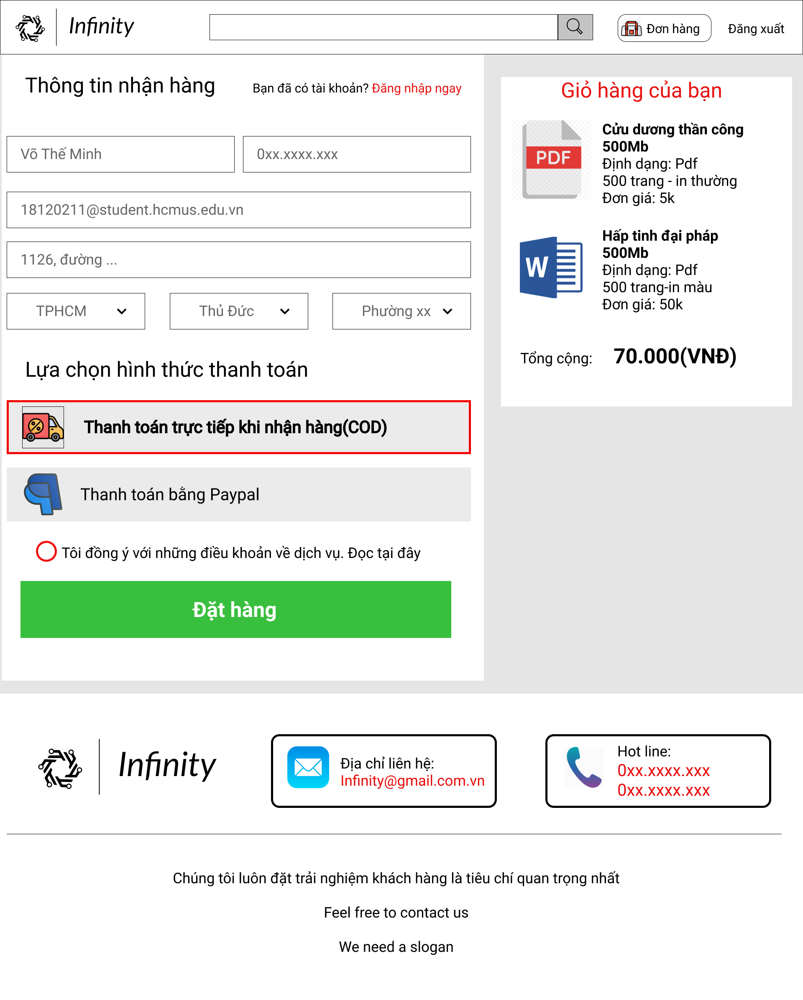 Infinity
Đơn hàng
Đăng xuất
Thông tin nhận hàng
Bạn đã có tài khoản? Đăng nhập ngay
Võ Thế Minh
0xx.xxxx.xxx
18120211@student.hcmus.edu.vn
1126, đường ...
TPHCM
Thủ Đức
Phường xx
Lựa chọn hình thức thanh toán
Thanh toán trực tiếp khi nhận hàng(COD)
Thanh toán bằng Paypal
Tôi đồng ý với những điều khoản về dịch vụ. Đọc tại đây
Đặt hàng
Giỏ hàng của bạn
PDF
Cửu dương thần công
500Mb
Định dạng: Pdf
500 trang - in thường
Đơn giá: 5k
W
Hấp tinh đại pháp
500Mb
Định dạng: Pdf
500 trang-in màu
Đơn giá: 50k
Tổng cộng: 70.000(VNĐ)
Infinity
Địa chỉ liên hệ:
Infinity@gmail.com.vn
Hot line:
0xx.xxxx.xxx
0xx.xxxx.xxx
Chúng tôi luôn đặt trải nghiệm khách hàng là tiêu chí quan trọng nhất
Feel free to contact us
We need a slogan